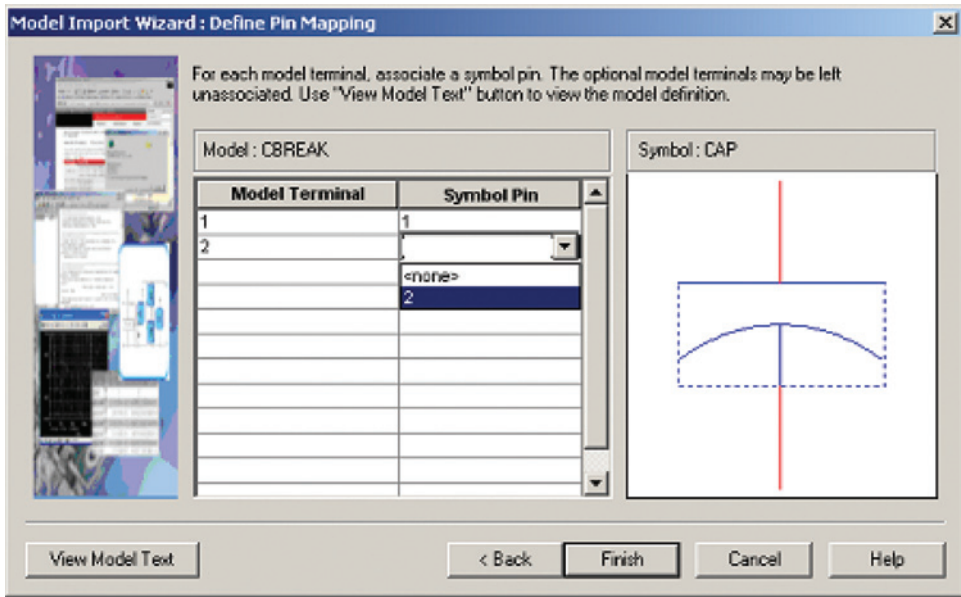 Model Import Wizard : Define Pin Mapping
For each model terminal, associate a symbol pin. The optional model terminals may be left
unassociated. Use "View Model Text" button to view the model definition.
Model : CBREAK
Symbol : CAP
Model Terminal Symbol Pin
1 1
2
<none>
2
View Model Text < Back Finish Cancel Help